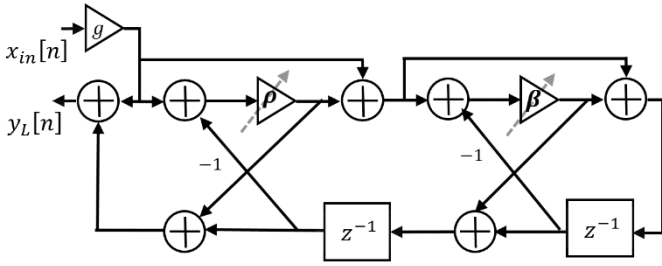 g
x_in[n]
ρ
β
y_L[n]
−1
−1
z⁻¹
z⁻¹